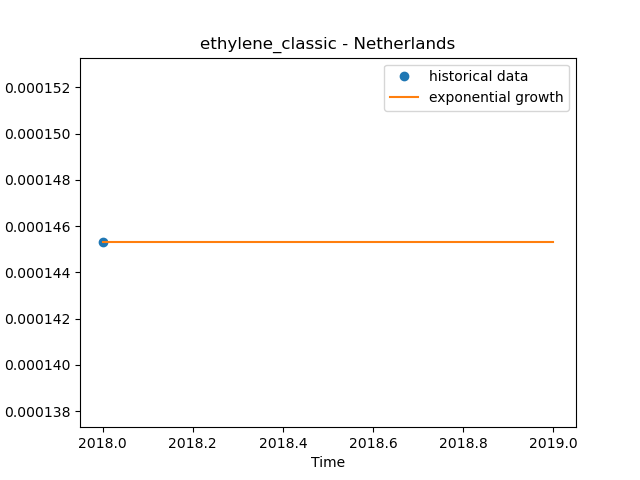 ethylene_classic - Netherlands
historical data
exponential growth
0.000152
0.000150
0.000148
0.000146
0.000144
0.000142
0.000140
0.000138
2018.0 2018.2 2018.4 2018.6 2018.8 2019.0
Time